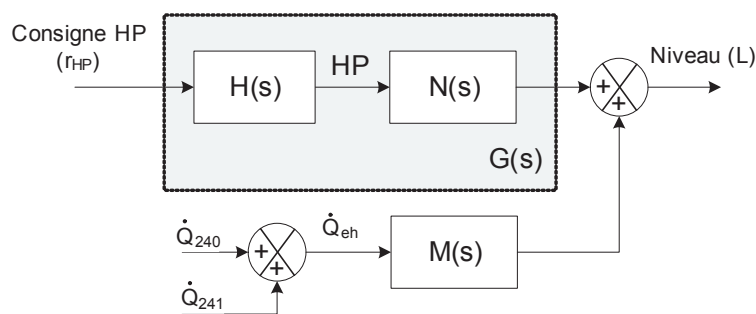 Consigne HP
(rHP)
H(s)
HP
N(s)
G(s)
Niveau (L)
+
+
Q̇240
Q̇241
+
+
Q̇eh
M(s)